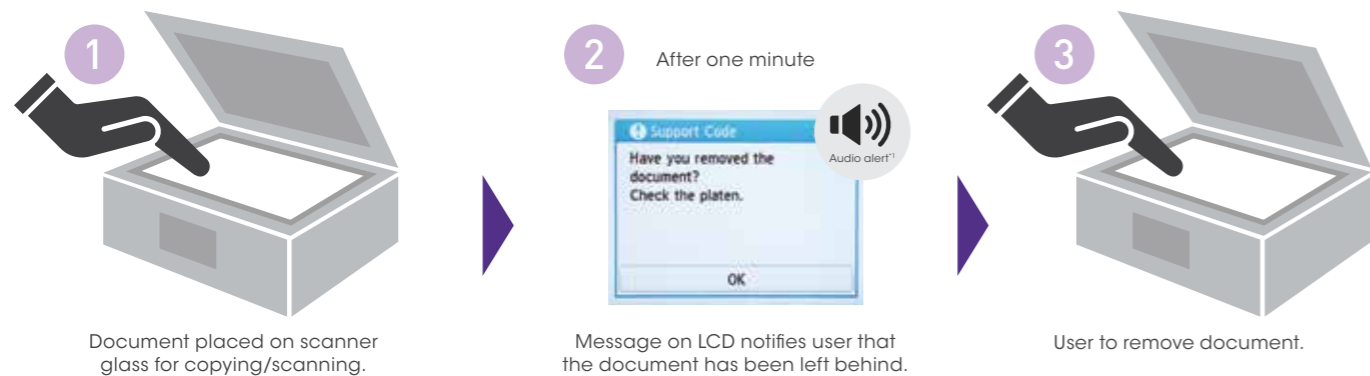 1
Document placed on scanner
glass for copying/scanning.
2
After one minute
Support Code
Have you removed the
document?
Check the platen.
OK
Audio alert*1
Message on LCD notifies user that
the document has been left behind.
3
User to remove document.